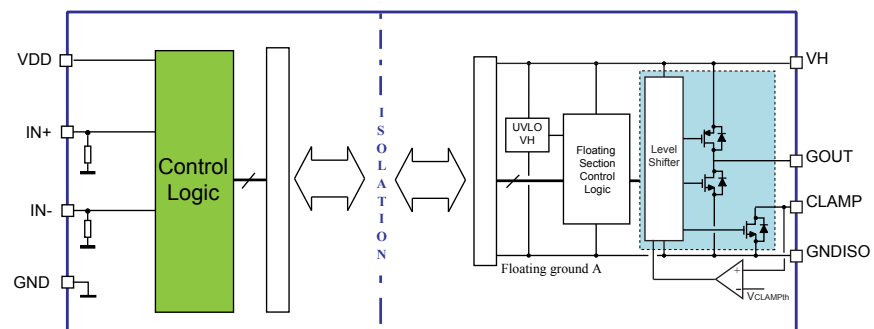 VDD
IN+
IN-
GND
Control
Logic
ISOLATION
UVLO
VH
Floating
Section
Control
Logic
Level
Shifter
VH
GOUT
CLAMP
GNDISO
Floating ground A
+
-
VCLAMPth